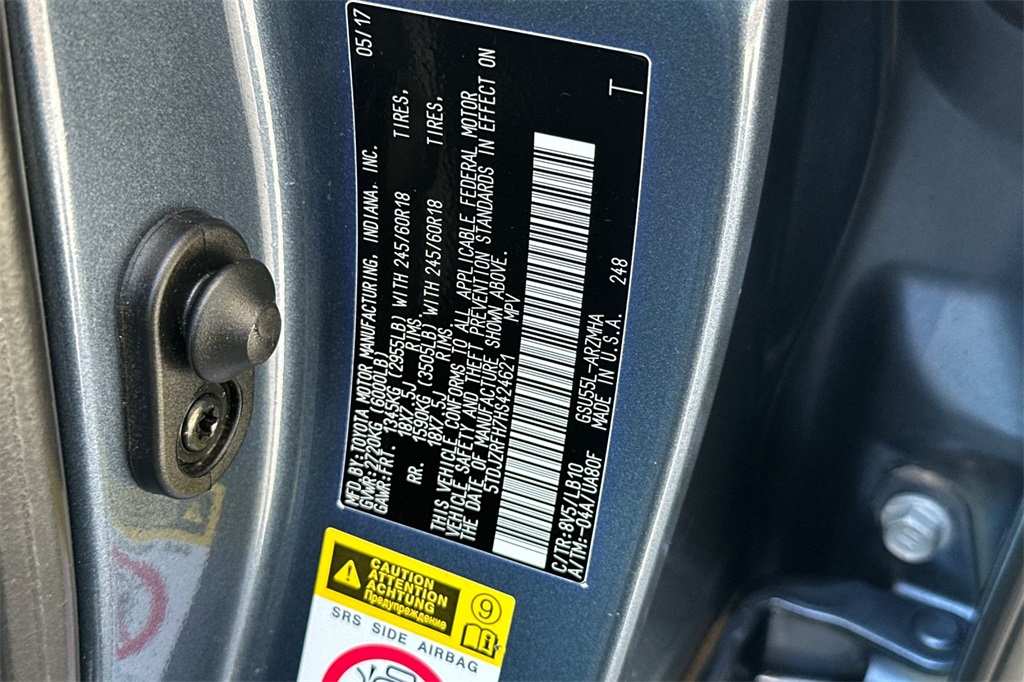 MFD.BY:TOYOTA MOTOR MANUFACTURING, INDIANA, INC. 05/17
GVWR:2720KG (6000LB)
GAWR:FRT. 1345KG (2955LB) WITH 245/60R18 TIRES,
18X7.5J RIMS.
RR. 1590KG (3505LB) WITH 245/60R18 TIRES,
18X7.5J RIMS.
THIS VEHICLE CONFORMS TO ALL APPLICABLE FEDERAL MOTOR
VEHICLE SAFETY AND THEFT PREVENTION STANDARDS IN EFFECT ON
DATE OF MANUFACTURE SHOWN ABOVE.
5TDJZRFH7HS424621 MPV T
C/TR:8V5/LB10 GSU55L-ARZMHA
A/TM:-04A/UA80F MADE IN U.S.A. 248
CAUTION
ATTENTION
ACHTUNG
Предупреждение
9
i
SRS SIDE AIRBAG